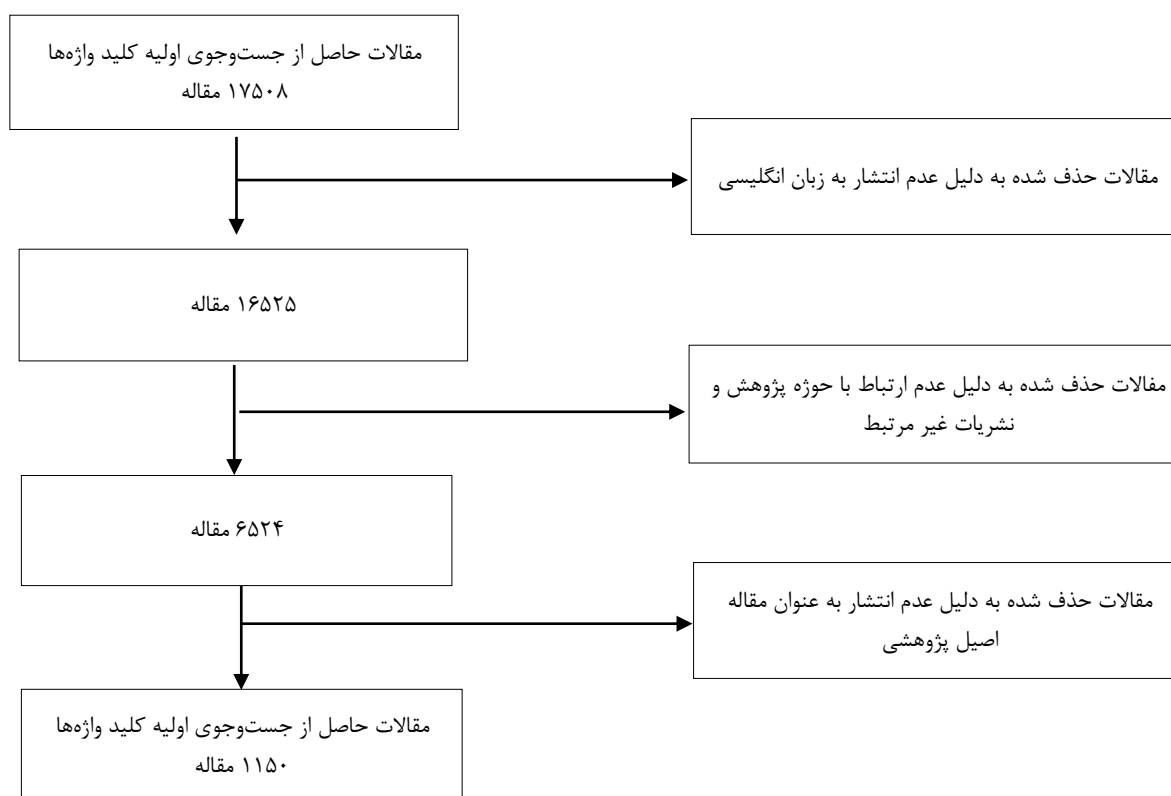 مقالات حاصل از جست‌وجوی اولیه کلید واژه‌ها
۱۷۵۰۸ مقاله
مقالات حذف شده به دلیل عدم انتشار به زبان انگلیسی
۱۶۵۲۵ مقاله
مفالات حذف شده به دلیل عدم ارتباط با حوزه پژوهش و
نشریات غیر مرتبط
۶۵۲۴ مقاله
مقالات حذف شده به دلیل عدم انتشار به عنوان مقاله
اصیل پژوهشی
مقالات حاصل از جست‌وجوی اولیه کلید واژه‌ها
۱۱۵۰ مقاله